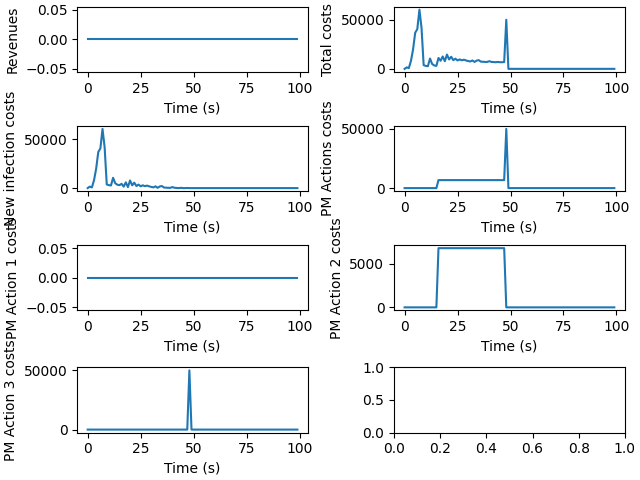 Revenues
0.05
0.00
−0.05
0 25 50 75 100
Time (s)
Total costs
50000
0
0 25 50 75 100
Time (s)
New infection costs
50000
0
0 25 50 75 100
Time (s)
PM Actions costs
50000
0
0 25 50 75 100
Time (s)
PM Action 1 costs
0.05
0.00
−0.05
0 25 50 75 100
Time (s)
PM Action 2 costs
5000
0
0 25 50 75 100
Time (s)
PM Action 3 costs
50000
0
0 25 50 75 100
Time (s)
1.0
0.5
0.0
0.0 0.2 0.4 0.6 0.8 1.0